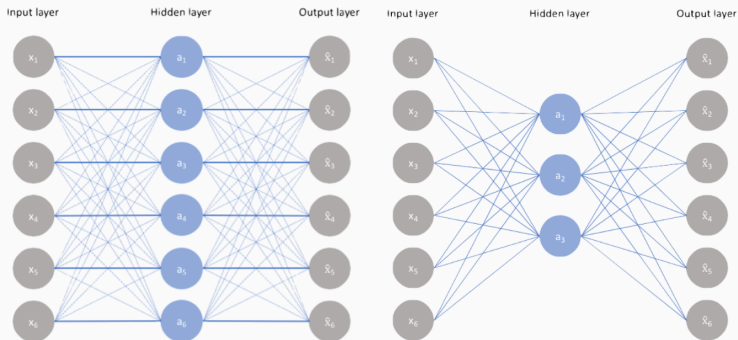 Input layer Hidden layer Output layer
x₁ a₁ x̂₁
x₂ a₂ x̂₂
x₃ a₃ x̂₃
x₄ a₄ x̂₄
x₅ a₅ x̂₅
x₆ a₆ x̂₆
Input layer Hidden layer Output layer
x₁ x̂₁
a₁
x₂ x̂₂
x₃ x̂₃
a₂
x₄ x̂₄
a₃
x₅ x̂₅
x₆ x̂₆